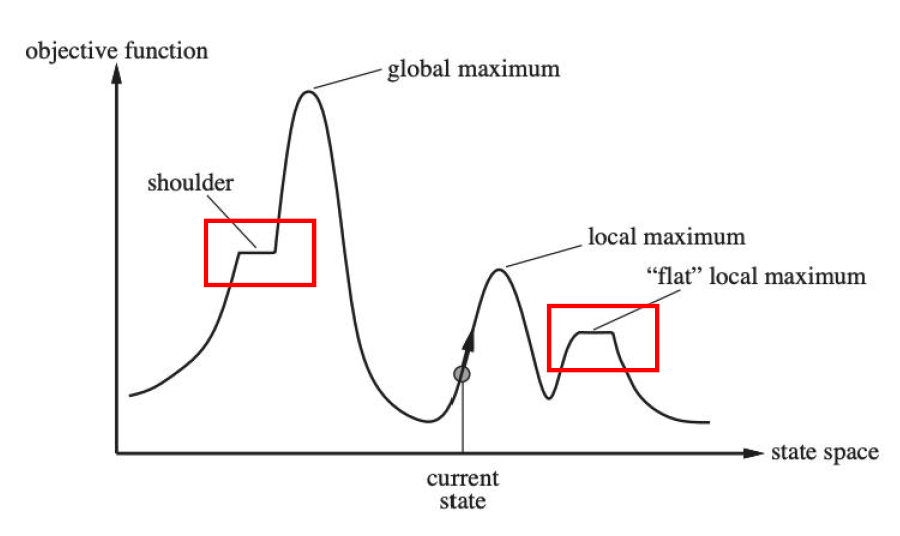 objective function
global maximum
shoulder
local maximum
“flat” local maximum
state space
current
state